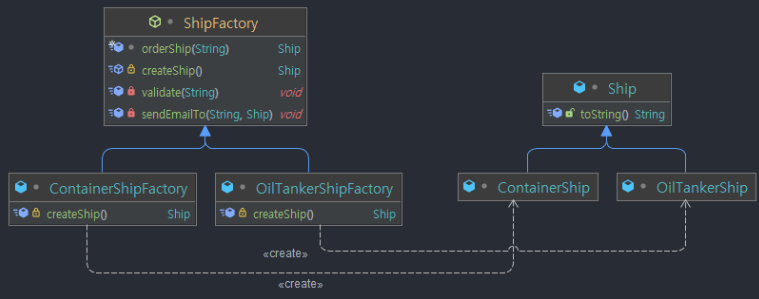 ShipFactory
orderShip(String) Ship
createShip() Ship
validate(String) void
sendEmailTo(String, Ship) void
Ship
toString() String
ContainerShipFactory
createShip() Ship
OilTankerShipFactory
createShip() Ship
ContainerShip
OilTankerShip
«create»
«create»